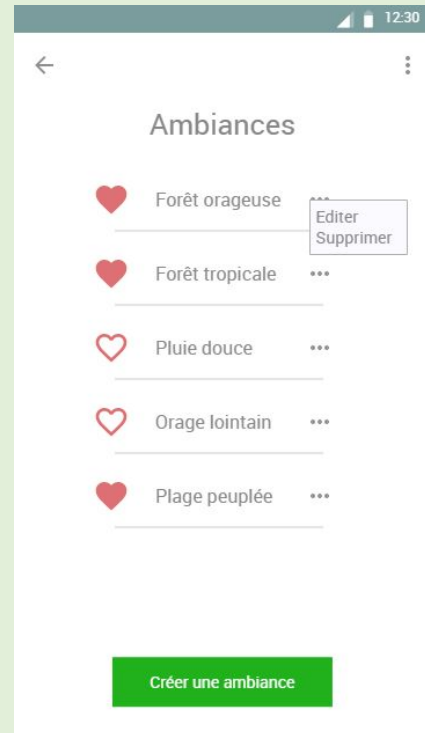 12:30
Ambiances
Forêt orageuse
Editer
Supprimer
Forêt tropicale
Pluie douce
Orage lointain
Plage peuplée
Créer une ambiance